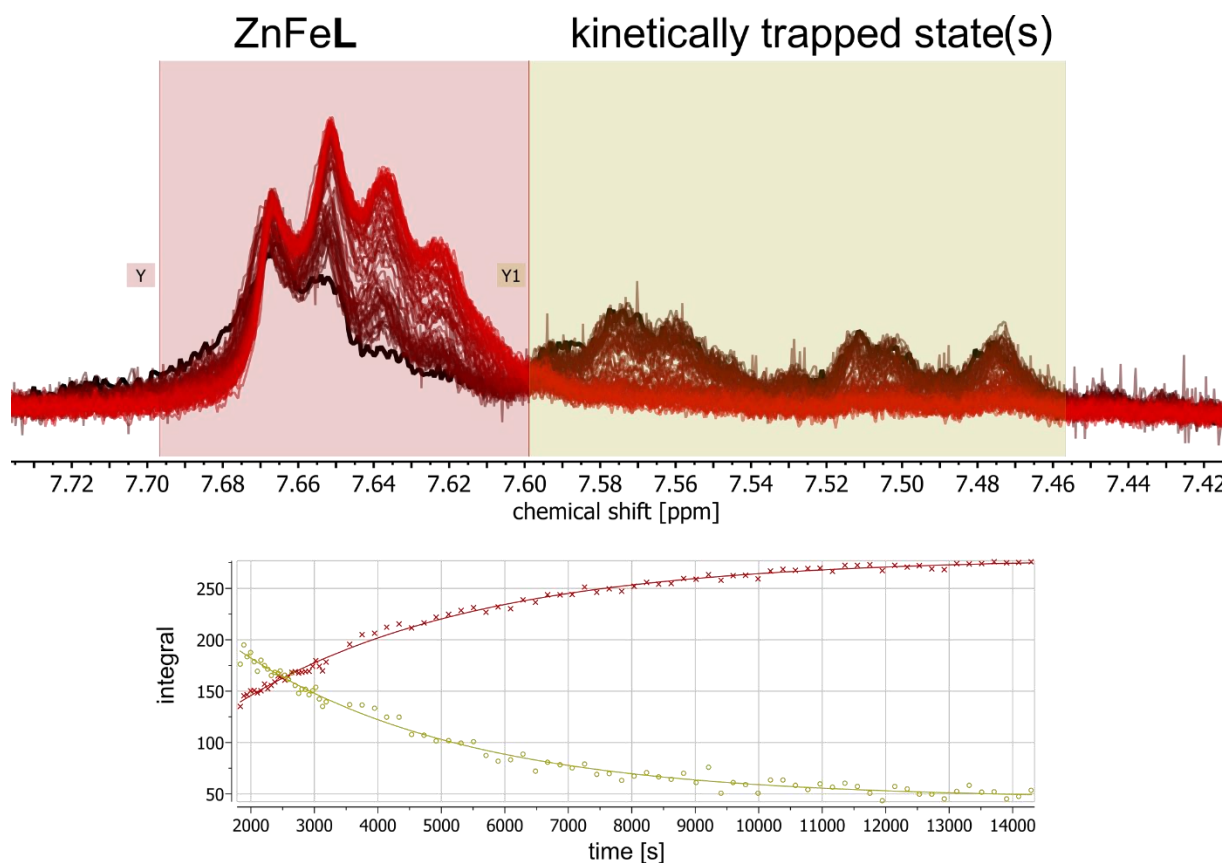 ZnFeL kinetically trapped state(s)
Y Y1
7.72 7.70 7.68 7.66 7.64 7.62 7.60 7.58 7.56 7.54 7.52 7.50 7.48 7.46 7.44 7.42
chemical shift [ppm]
250
200
150
100
50
integral
2000 3000 4000 5000 6000 7000 8000 9000 10000 11000 12000 13000 14000
time [s]